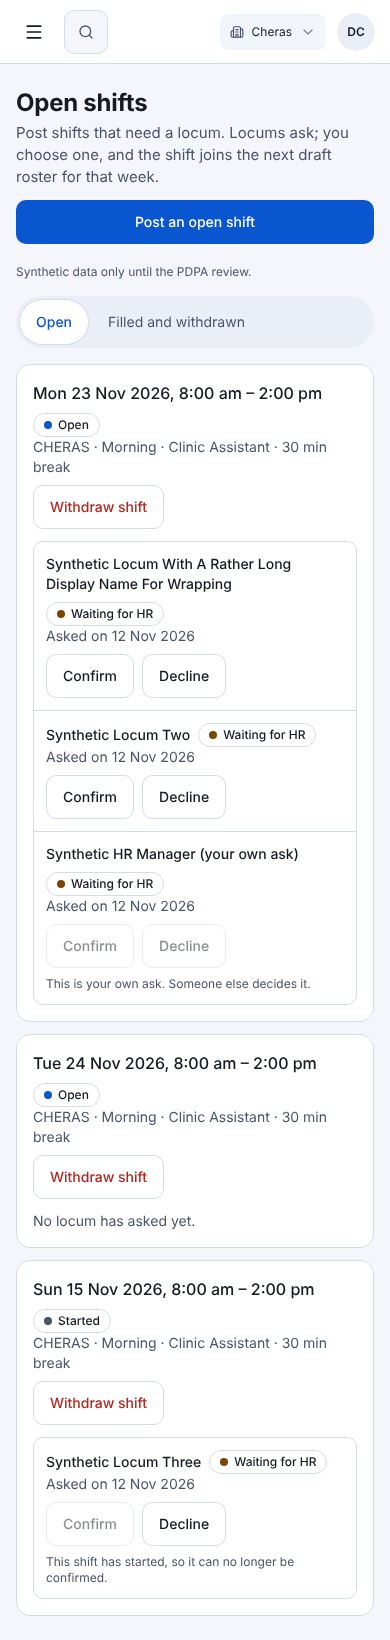 Cheras
DC
Open shifts
Post shifts that need a locum. Locums ask; you
choose one, and the shift joins the next draft
roster for that week.
Post an open shift
Synthetic data only until the PDPA review.
Open
Filled and withdrawn
Mon 23 Nov 2026, 8:00 am – 2:00 pm
Open
CHERAS · Morning · Clinic Assistant · 30 min
break
Withdraw shift
Synthetic Locum With A Rather Long
Display Name For Wrapping
Waiting for HR
Asked on 12 Nov 2026
Confirm
Decline
Synthetic Locum Two
Waiting for HR
Asked on 12 Nov 2026
Confirm
Decline
Synthetic HR Manager (your own ask)
Waiting for HR
Asked on 12 Nov 2026
Confirm
Decline
This is your own ask. Someone else decides it.
Tue 24 Nov 2026, 8:00 am – 2:00 pm
Open
CHERAS · Morning · Clinic Assistant · 30 min
break
Withdraw shift
No locum has asked yet.
Sun 15 Nov 2026, 8:00 am – 2:00 pm
Started
CHERAS · Morning · Clinic Assistant · 30 min
break
Withdraw shift
Synthetic Locum Three
Waiting for HR
Asked on 12 Nov 2026
Confirm
Decline
This shift has started, so it can no longer be
confirmed.